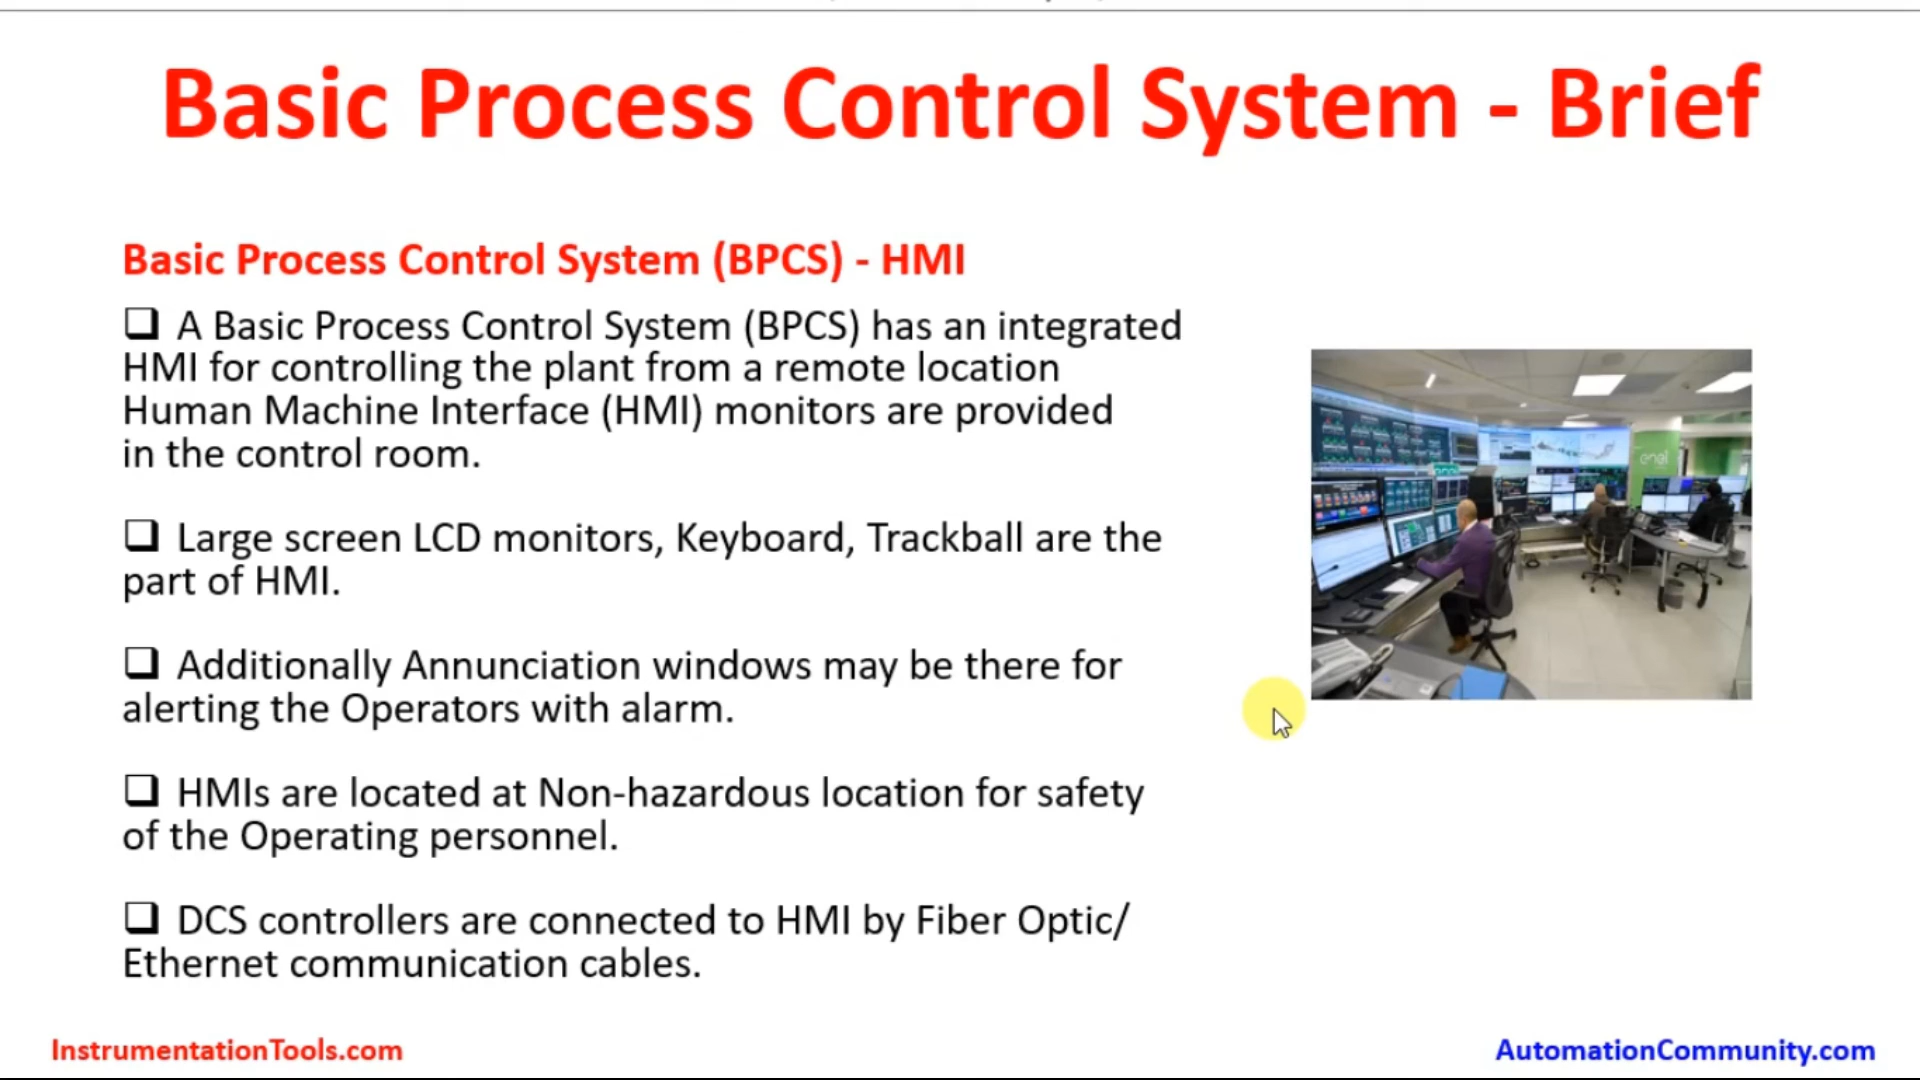 Basic Process Control System - Brief
Basic Process Control System (BPCS) - HMI
❑ A Basic Process Control System (BPCS) has an integrated
HMI for controlling the plant from a remote location
Human Machine Interface (HMI) monitors are provided
in the control room.
❑ Large screen LCD monitors, Keyboard, Trackball are the
part of HMI.
❑ Additionally Annunciation windows may be there for
alerting the Operators with alarm.
❑ HMIs are located at Non-hazardous location for safety
of the Operating personnel.
❑ DCS controllers are connected to HMI by Fiber Optic/
Ethernet communication cables.
enel
InstrumentationTools.com
AutomationCommunity.com